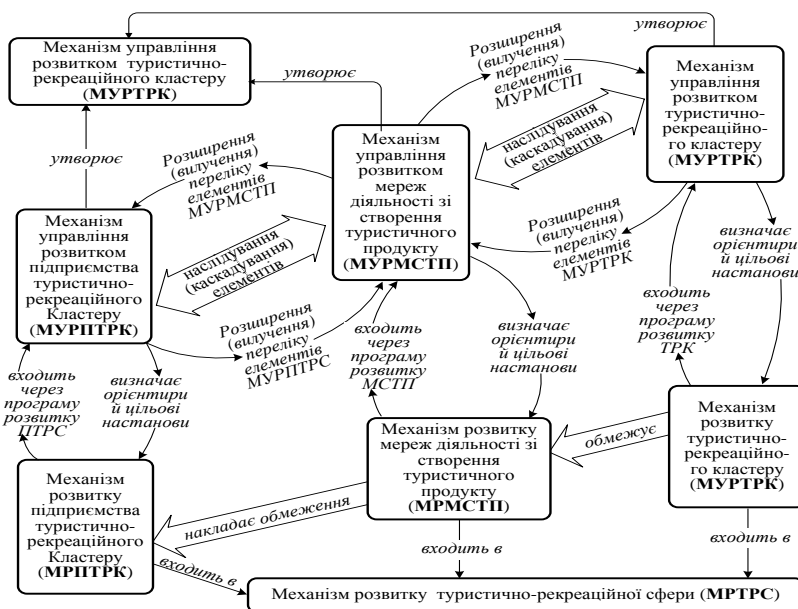 утворює
Механізм управління
розвитком туристично-
рекреаційного кластеру
(МУРТРК)
утворює
Розширення
(вилучення)
переліку
елементів
МУРМСТП
Механізм
управління
розвитком
туристично-
рекреаційно-
го кластеру
(МУРТРК)
утворює
Розширення
(вилучення)
переліку
елементів
МУРМСТП
Механізм
управління
розвитком
мереж
діяльності зі
створення
туристичного
продукту
(МУРМСТП)
наслідування
(каскадування)
елементів
Механізм
управління
розвитком
підприємства
туристично-
рекреаційного
Кластеру
(МУРПТРК)
наслідування
(каскадування)
елементів
Розширення
(вилучення)
переліку
елементів
МУРТРК
визначає
орієнтири
й цільові
настанови
Розширення
(вилучення)
переліку
елементів
МУРПТРС
входить
через
програму
розвитку
МСТП
визначає
орієнтири
й цільові
настанови
входить
через
програму
розвитку
ТРК
входить
через
програму
розвитку
ПТРС
визначає
орієнтири
й цільові
настанови
Механізм розвитку
мереж діяльності зі
створення
туристичного
продукту
(МРМСТП)
обмежує
Механізм
розвитку
туристично-
рекреаційно-
го кластеру
(МУРТРК)
Механізм
розвитку
підприємства
туристично-
рекреаційного
Кластеру
(МРПТРК)
накладає обмеження
входить в
входить в
входить в
Механізм розвитку туристично-рекреаційної сфери (МРТРС)